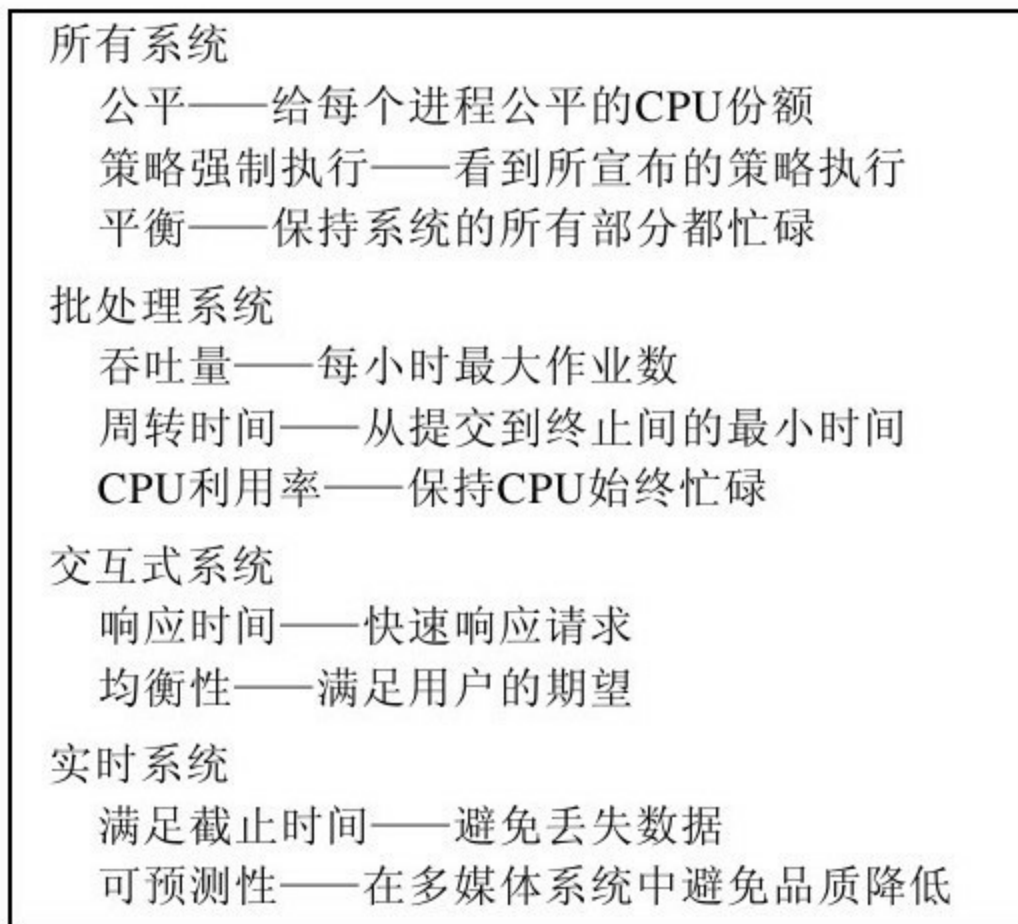 所有系统
公平——给每个进程公平的CPU份额
策略强制执行——看到所宣布的策略执行
平衡——保持系统的所有部分都忙碌
批处理系统
吞吐量——每小时最大作业数
周转时间——从提交到终止间的最小时间
CPU利用率——保持CPU始终忙碌
交互式系统
响应时间——快速响应请求
均衡性——满足用户的期望
实时系统
满足截止时间——避免丢失数据
可预测性——在多媒体系统中避免品质降低